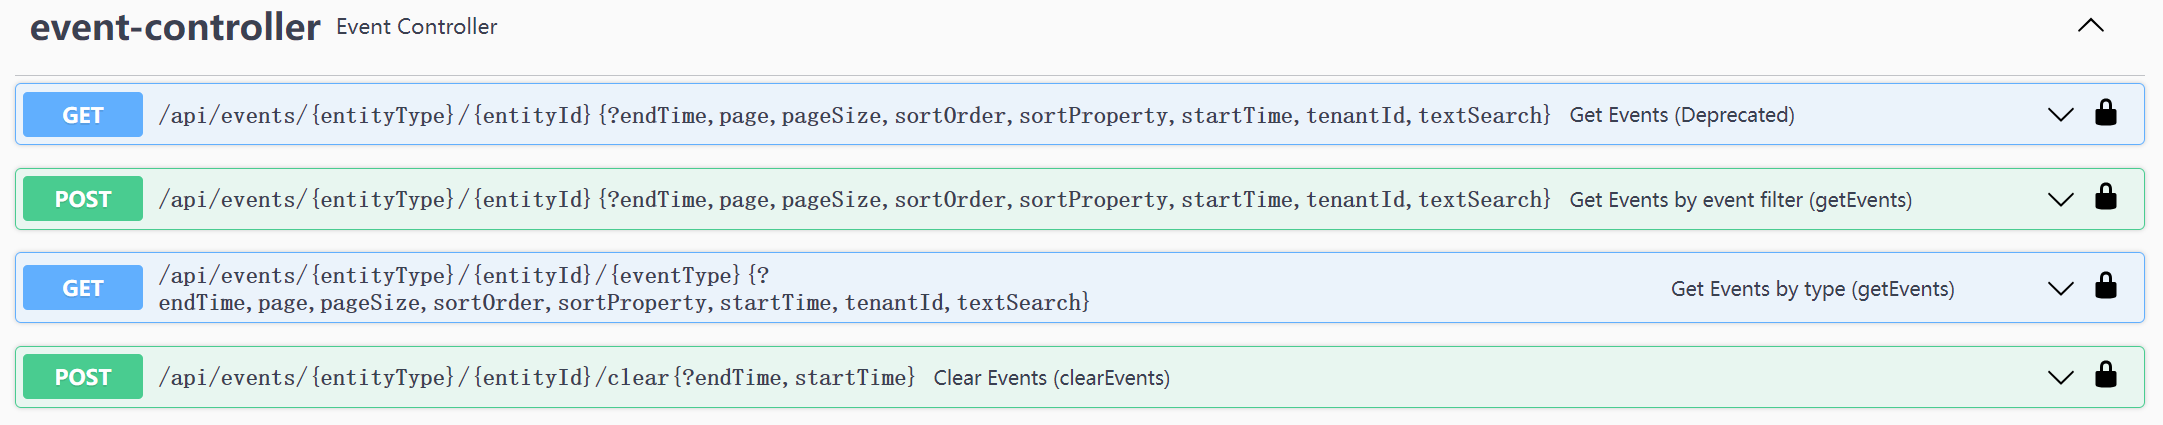 event-controller Event Controller
GET /api/events/{entityType}/{entityId}{?endTime,page,pageSize,sortOrder,sortProperty,startTime,tenantId,textSearch} Get Events (Deprecated)
POST /api/events/{entityType}/{entityId}{?endTime,page,pageSize,sortOrder,sortProperty,startTime,tenantId,textSearch} Get Events by event filter (getEvents)
GET /api/events/{entityType}/{entityId}/{eventType}{?
endTime,page,pageSize,sortOrder,sortProperty,startTime,tenantId,textSearch} Get Events by type (getEvents)
POST /api/events/{entityType}/{entityId}/clear{?endTime,startTime} Clear Events (clearEvents)